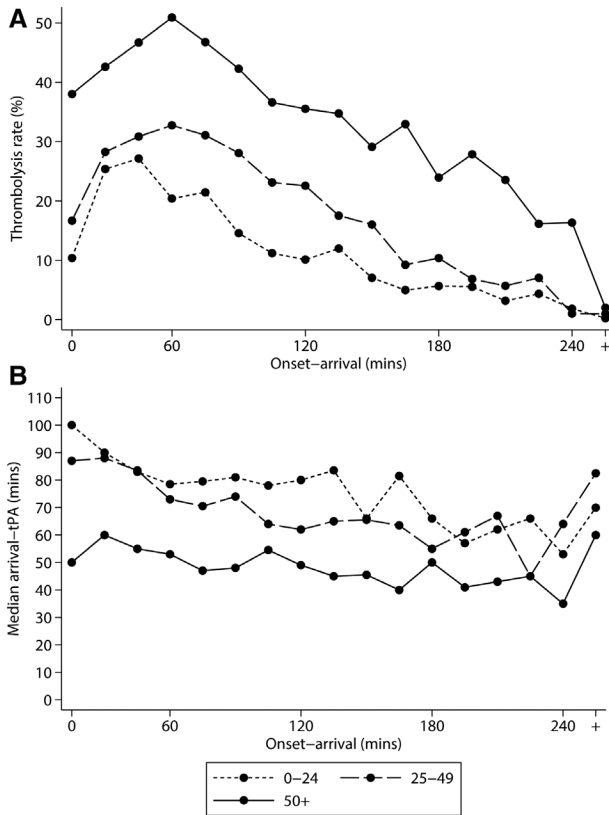 A
Thrombolysis rate (%)
50
40
30
20
10
0
0 60 120 180 240 +
Onset−arrival (mins)
B
Median arrival−tPA (mins)
110
100
90
80
70
60
50
40
30
20
10
0
0 60 120 180 240 +
Onset−arrival (mins)
0−24 25−49
50+